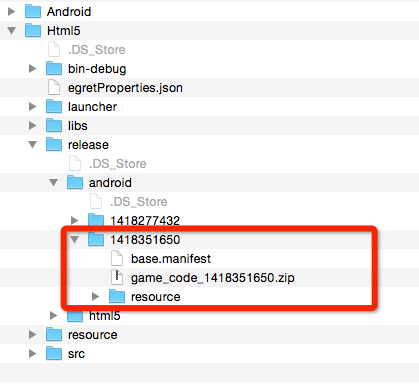 Android
Html5
.DS_Store
bin-debug
egretProperties.json
launcher
libs
release
.DS_Store
android
.DS_Store
1418277432
1418351650
base.manifest
game_code_1418351650.zip
resource
html5
resource
src